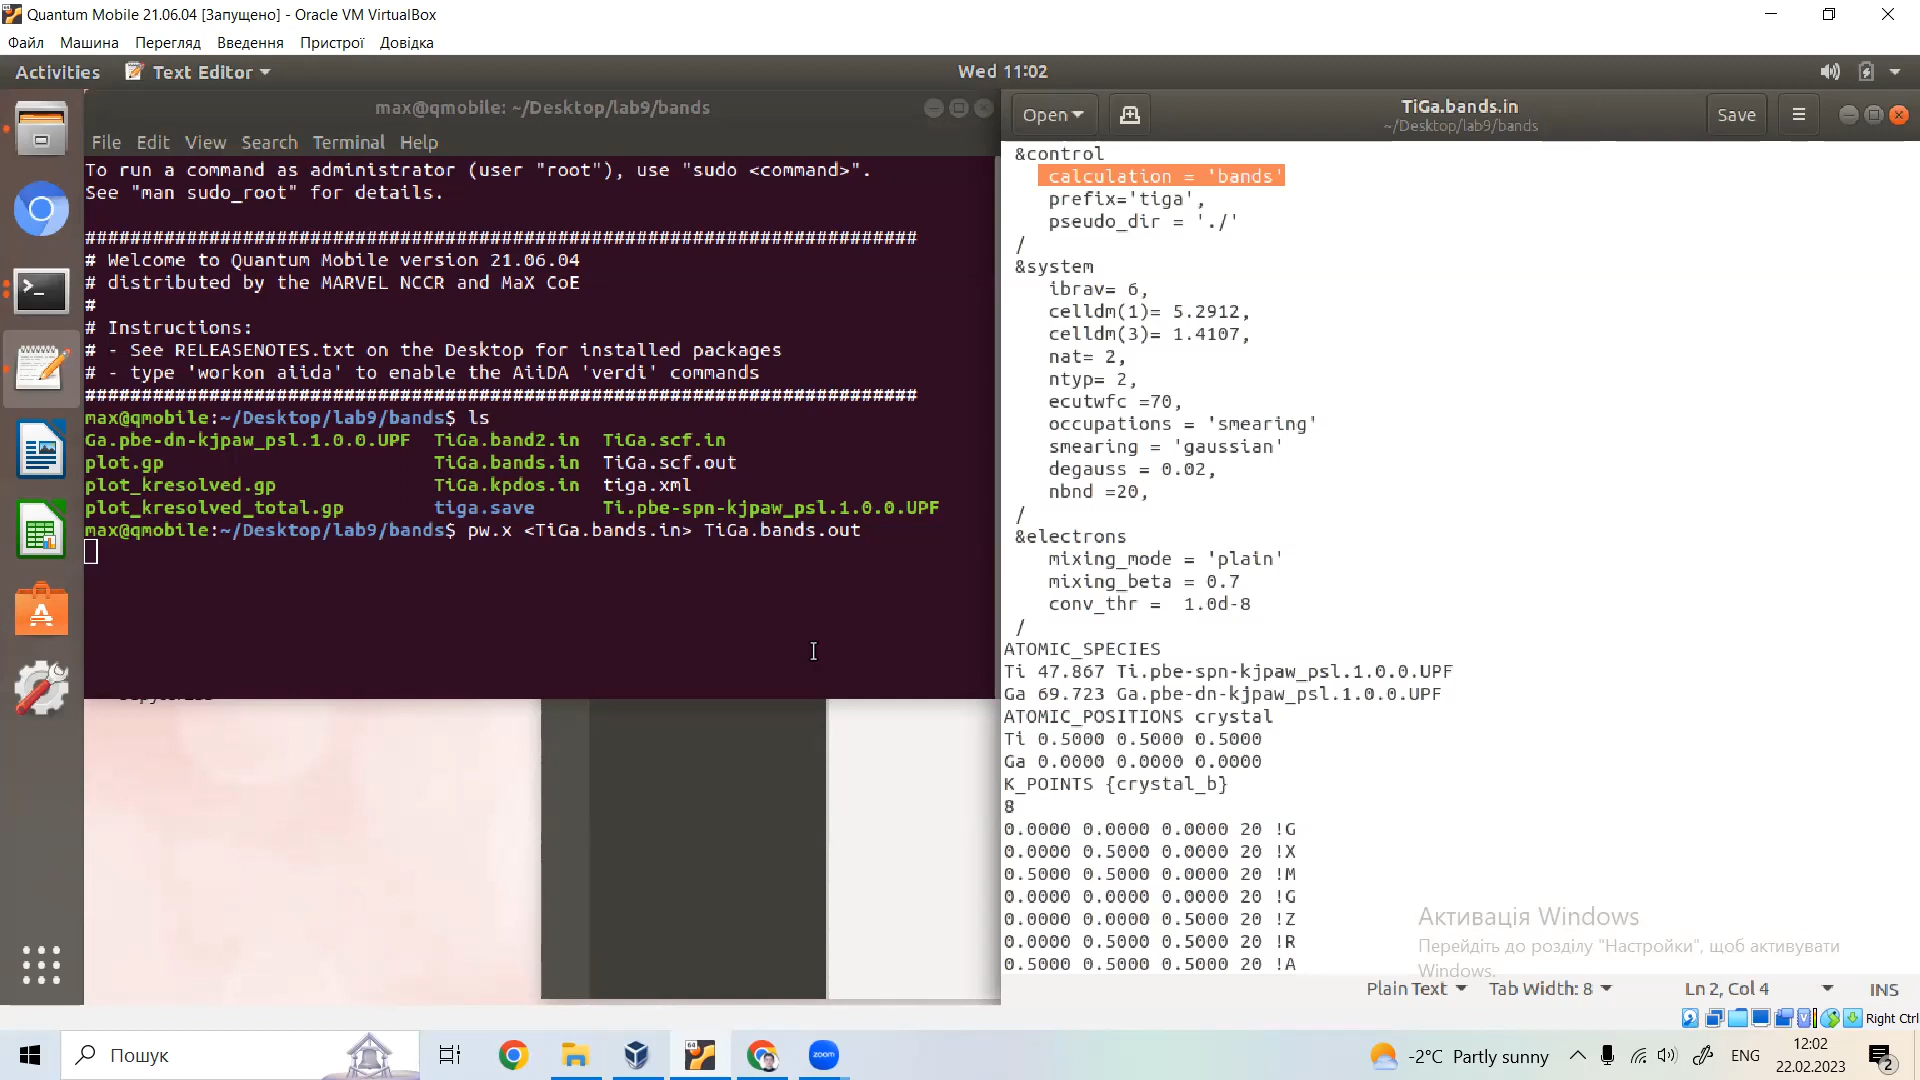 Quantum Mobile 21.06.04 [Запущено] - Oracle VM VirtualBox
Файл Машина Перегляд Введення Пристрої Довідка
Activities Text Editor Wed 11:02
max@qmobile: ~/Desktop/lab9/bands
File Edit View Search Terminal Help
To run a command as administrator (user "root"), use "sudo <command>".
See "man sudo_root" for details.
##########################################################################
# Welcome to Quantum Mobile version 21.06.04
# distributed by the MARVEL NCCR and MaX CoE
#
# Instructions:
# - See RELEASENOTES.txt on the Desktop for installed packages
# - type 'workon aiida' to enable the AiiDA 'verdi' commands
##########################################################################
max@qmobile:~/Desktop/lab9/bands$ ls
Ga.pbe-dn-kjpaw_psl.1.0.0.UPF TiGa.band2.in TiGa.scf.in
plot.gp TiGa.bands.in TiGa.scf.out
plot_kresolved.gp TiGa.kpdos.in tiga.xml
plot_kresolved_total.gp tiga.save Ti.pbe-spn-kjpaw_psl.1.0.0.UPF
max@qmobile:~/Desktop/lab9/bands$ pw.x <TiGa.bands.in> TiGa.bands.out
Open
TiGa.bands.in
~/Desktop/lab9/bands
Save
&control
calculation = 'bands'
prefix='tiga',
pseudo_dir = './'
/
&system
ibrav= 6,
celldm(1)= 5.2912,
celldm(3)= 1.4107,
nat= 2,
ntyp= 2,
ecutwfc =70,
occupations = 'smearing'
smearing = 'gaussian'
degauss = 0.02,
nbnd =20,
/
&electrons
mixing_mode = 'plain'
mixing_beta = 0.7
conv_thr = 1.0d-8
/
ATOMIC_SPECIES
Ti 47.867 Ti.pbe-spn-kjpaw_psl.1.0.0.UPF
Ga 69.723 Ga.pbe-dn-kjpaw_psl.1.0.0.UPF
ATOMIC_POSITIONS crystal
Ti 0.5000 0.5000 0.5000
Ga 0.0000 0.0000 0.0000
K_POINTS {crystal_b}
8
0.0000 0.0000 0.0000 20 !G
0.0000 0.5000 0.0000 20 !X
0.5000 0.5000 0.0000 20 !M
0.0000 0.0000 0.0000 20 !G
0.0000 0.0000 0.5000 20 !Z
0.0000 0.5000 0.5000 20 !R
0.5000 0.5000 0.5000 20 !A
Активація Windows
Перейдіть до розділу "Настройки", щоб активувати
Windows.
Plain Text Tab Width: 8 Ln 2, Col 4 INS
Right Ctrl
Пошук
64
zoom
-2°C Partly sunny
ENG
12:02
22.02.2023
2